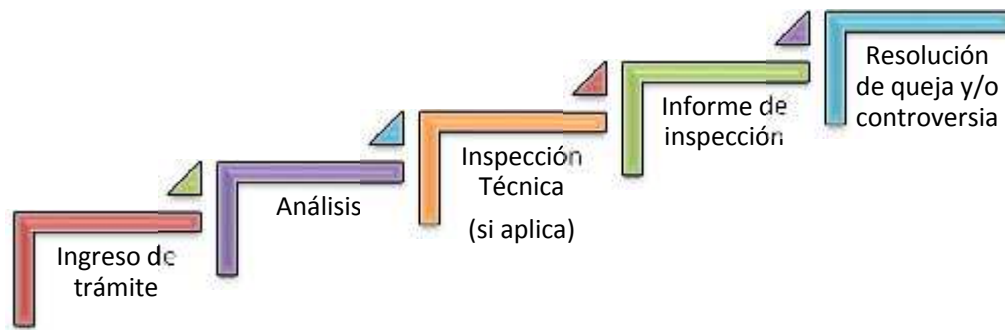 Ingreso de
trámite
Análisis
Inspección
Técnica
(si aplica)
Informe de
inspección
Resolución
de queja y/o
controversia